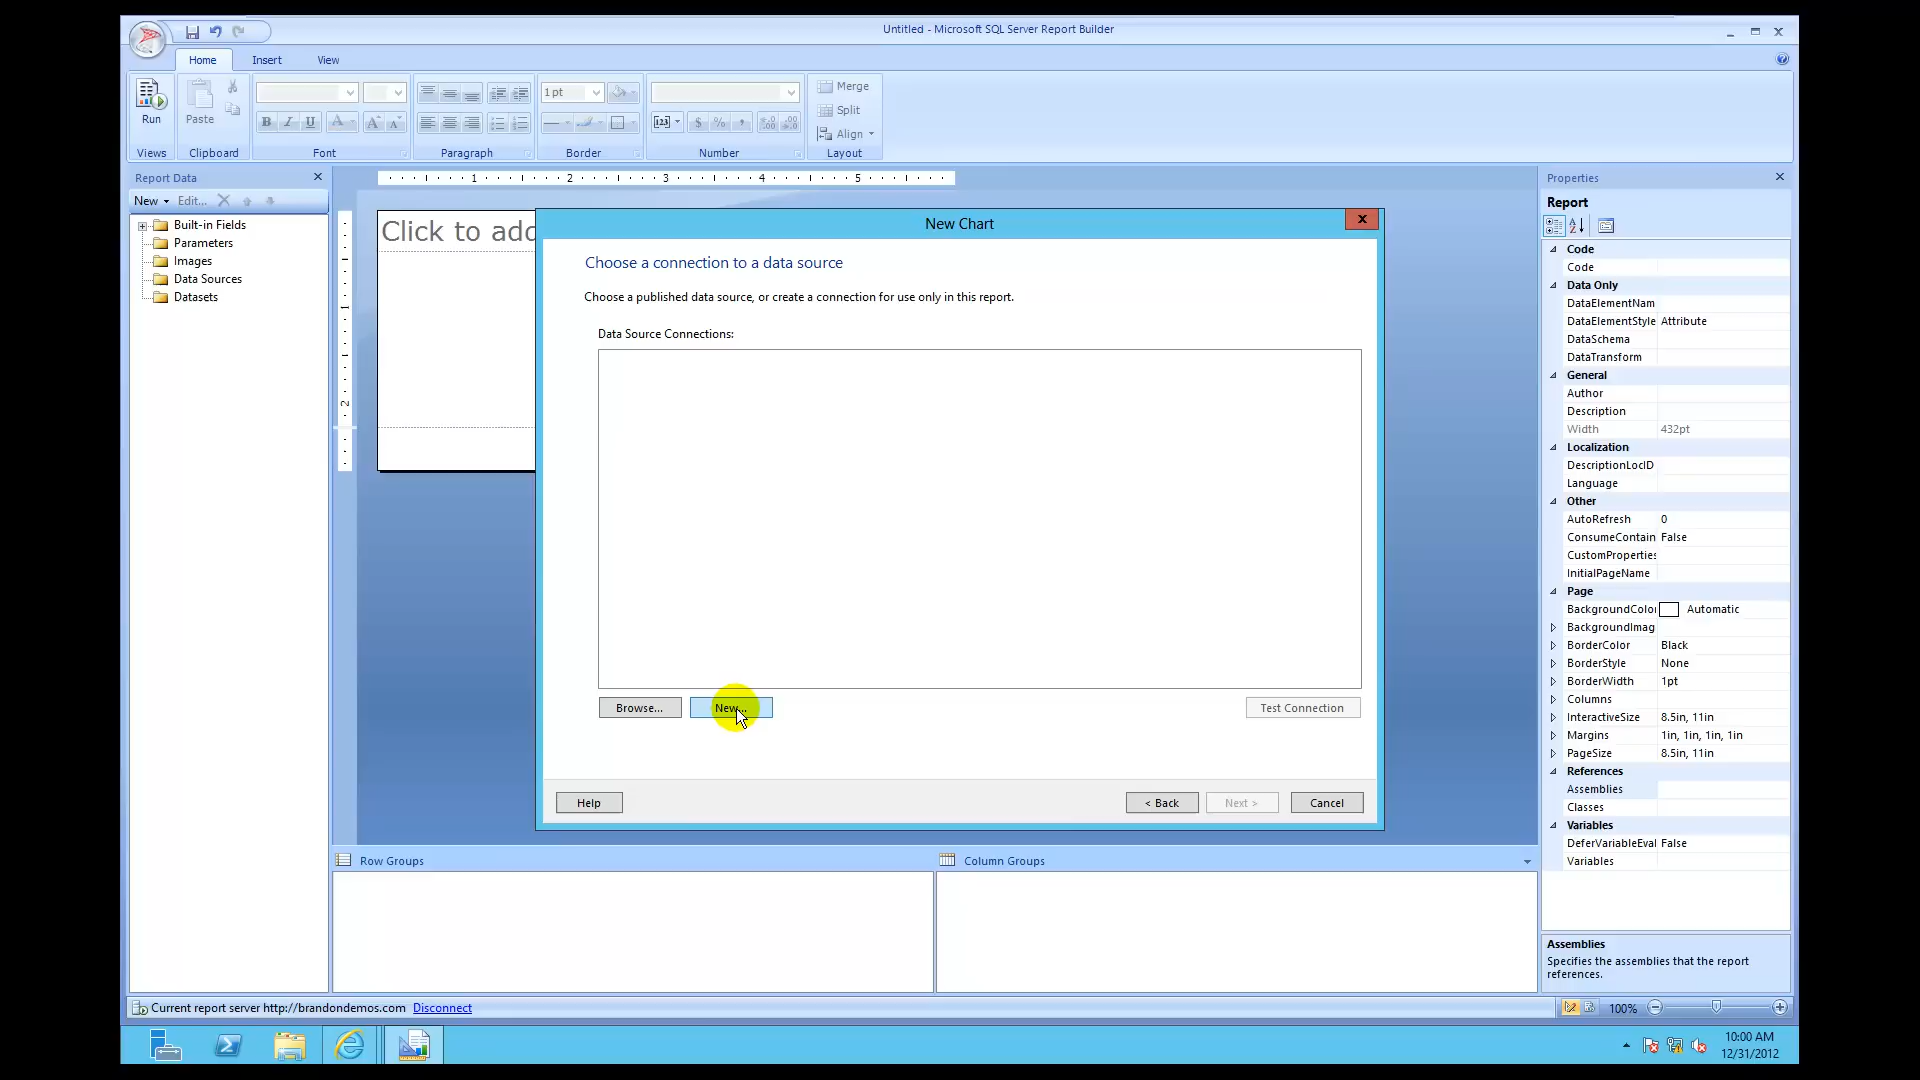 Untitled - Microsoft SQL Server Report Builder
Home Insert View
Run
Paste
1 pt
Merge
Split
Align
B I U A A A
[123] $ % ,
Views Clipboard Font Paragraph Border Number Layout
Report Data
New Edit...
Built-in Fields
Parameters
Images
Data Sources
Datasets
1 2 3 4 5
1
2
Click to add
New Chart
Choose a connection to a data source
Choose a published data source, or create a connection for use only in this report.
Data Source Connections:
Browse... New... Test Connection
Help < Back Next > Cancel
Row Groups
Column Groups
Properties
Report
Code
Code
Data Only
DataElementNam
DataElementStyle Attribute
DataSchema
DataTransform
General
Author
Description
Width 432pt
Localization
DescriptionLocID
Language
Other
AutoRefresh 0
ConsumeContain False
CustomProperties
InitialPageName
Page
BackgroundColor Automatic
BackgroundImag
BorderColor Black
BorderStyle None
BorderWidth 1pt
Columns
InteractiveSize 8.5in, 11in
Margins 1in, 1in, 1in, 1in
PageSize 8.5in, 11in
References
Assemblies
Classes
Variables
DeferVariableEval False
Variables
Assemblies
Specifies the assemblies that the report
references.
Current report server http://brandondemos.com Disconnect
100%
10:00 AM
12/31/2012